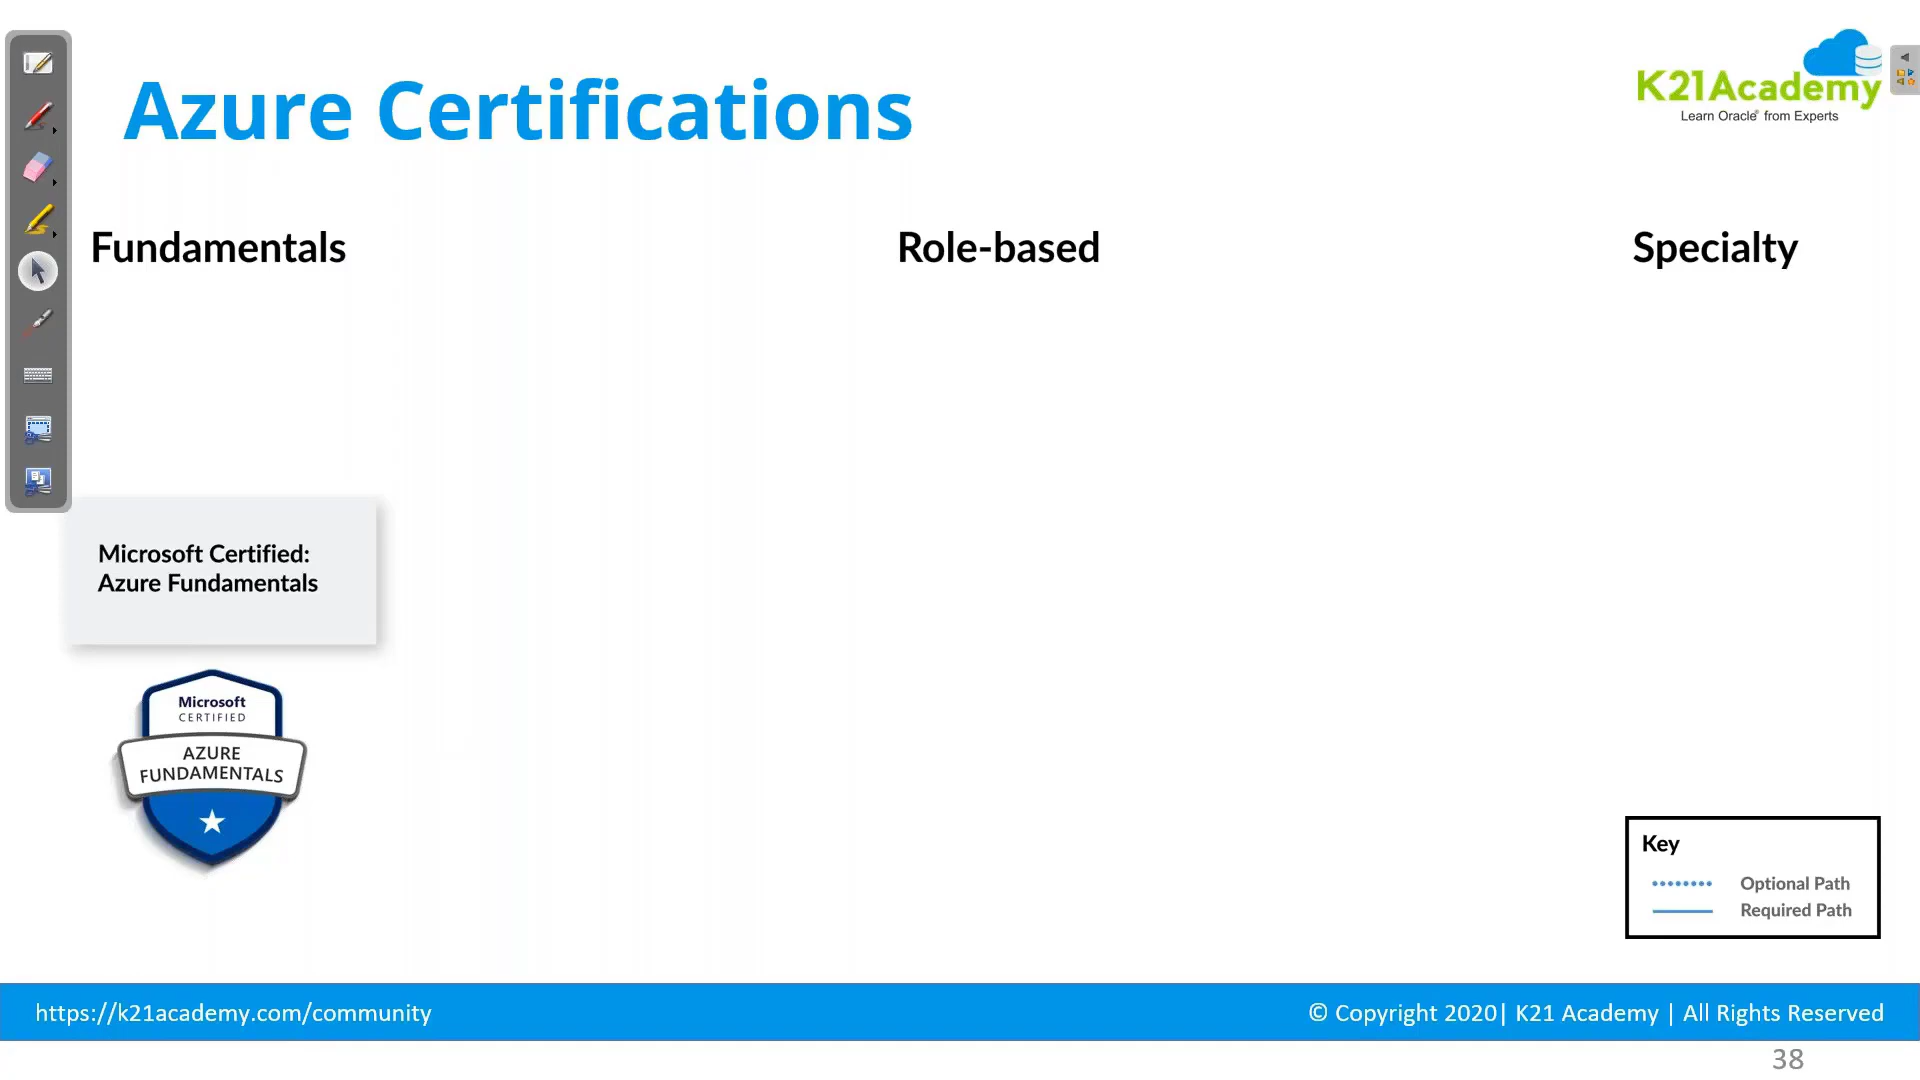 Azure Certifications
K21Academy
Learn Oracle® from Experts
Fundamentals
Role-based
Specialty
Microsoft Certified:
Azure Fundamentals
Microsoft
CERTIFIED
AZURE
FUNDAMENTALS
Key
Optional Path
Required Path
https://k21academy.com/community
© Copyright 2020| K21 Academy | All Rights Reserved
38